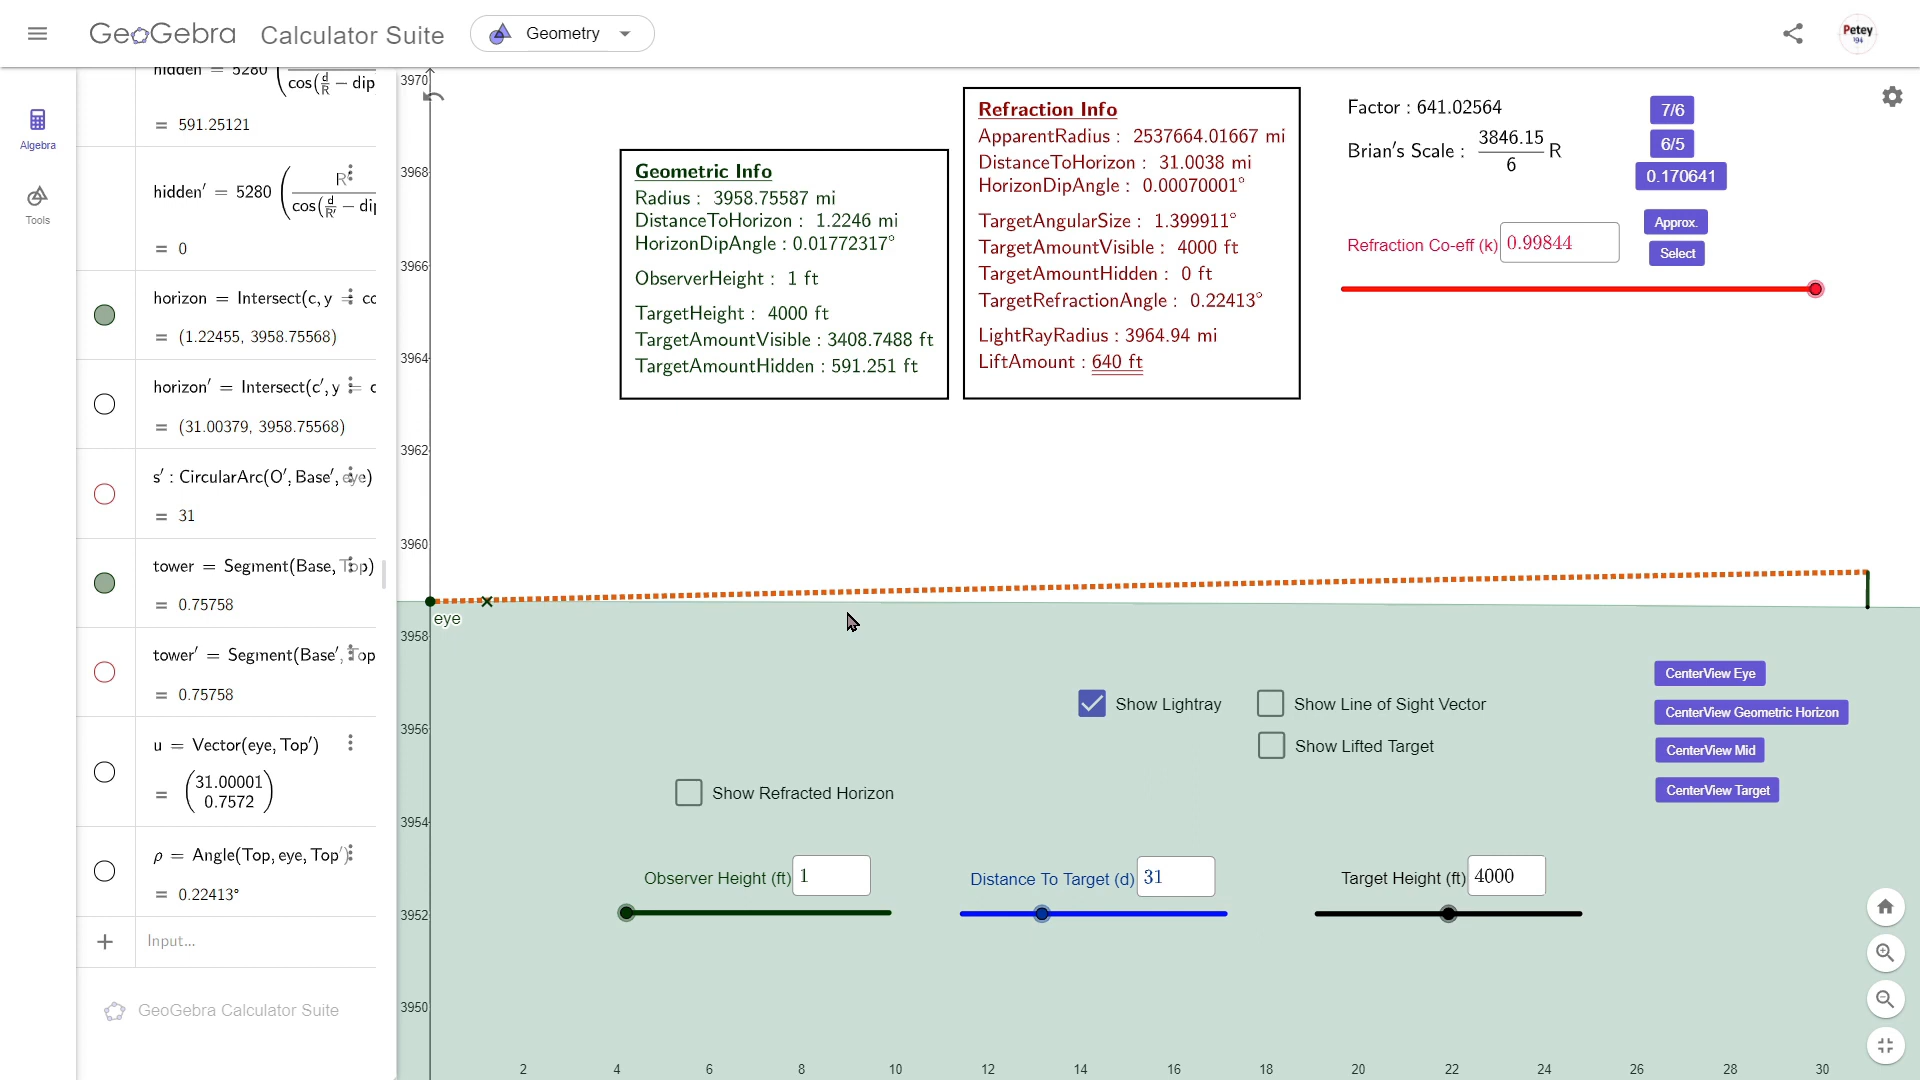 GeoGebra
Calculator Suite
Geometry
Petey
'94
Algebra
Tools
hidden = 5280 ( cos(d/R − dip
= 591.25121
hidden′ = 5280 ( R′ / cos(d/R′ − dip
= 0
horizon = Intersect(c, y =
= (1.22455, 3958.75568)
horizon′ = Intersect(c′, y =
= (31.00379, 3958.75568)
s′ : CircularArc(O′, Base′, eye)
= 31
tower = Segment(Base, Top)
= 0.75758
tower′ = Segment(Base′, Top
= 0.75758
u = Vector(eye, Top′)
= (31.00001
0.7572)
ρ = Angle(Top, eye, Top′)
= 0.22413°
Input...
GeoGebra Calculator Suite
Geometric Info
Radius : 3958.75587 mi
DistanceToHorizon : 1.2246 mi
HorizonDipAngle : 0.01772317°
ObserverHeight : 1 ft
TargetHeight : 4000 ft
TargetAmountVisible : 3408.7488 ft
TargetAmountHidden : 591.251 ft
Refraction Info
ApparentRadius : 2537664.01667 mi
DistanceToHorizon : 31.0038 mi
HorizonDipAngle : 0.00070001°
TargetAngularSize : 1.399911°
TargetAmountVisible : 4000 ft
TargetAmountHidden : 0 ft
TargetRefractionAngle : 0.22413°
LightRayRadius : 3964.94 mi
LiftAmount : 640 ft
Factor : 641.02564
Brian's Scale : 3846.15/6 R
7/6
6/5
0.170641
Approx.
Select
Refraction Co-eff (k) 0.99844
3970
3968
3966
3964
3962
3960
3958
3956
3954
3952
3950
eye
Show Lightray
Show Line of Sight Vector
Show Lifted Target
Show Refracted Horizon
CenterView Eye
CenterView Geometric Horizon
CenterView Mid
CenterView Target
Observer Height (ft) 1
Distance To Target (d) 31
Target Height (ft) 4000
2 4 6 8 10 12 14 16 18 20 22 24 26 28 30